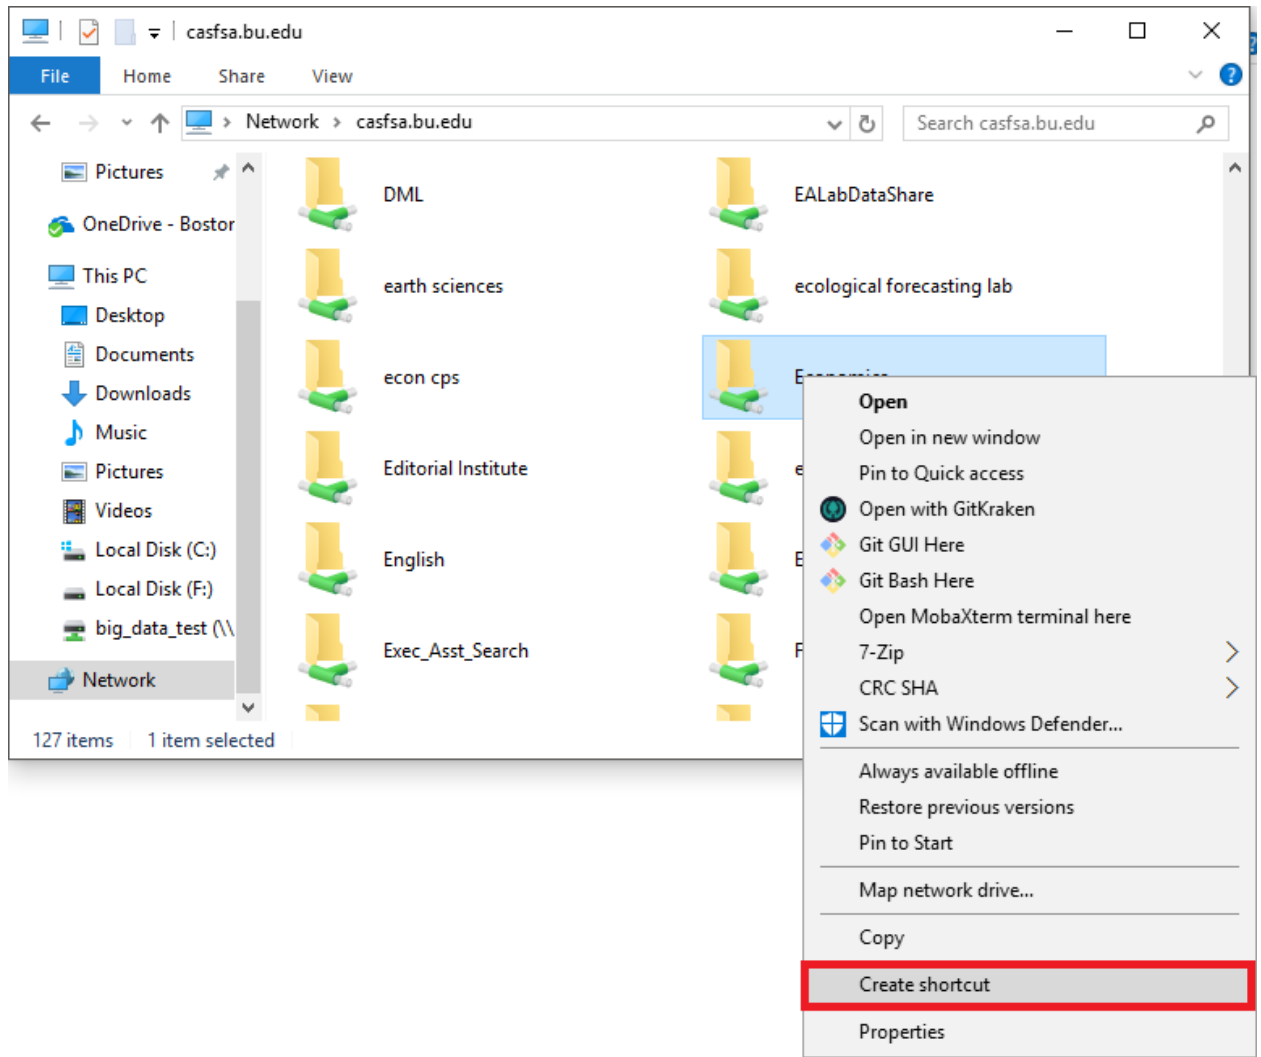 casfsa.bu.edu
File Home Share View
Network > casfsa.bu.edu
Search casfsa.bu.edu
Pictures
OneDrive - Bostor
This PC
Desktop
Documents
Downloads
Music
Pictures
Videos
Local Disk (C:)
Local Disk (F:)
big_data_test (\\
Network
DML
EALabDataShare
earth sciences
ecological forecasting lab
econ cps
Economics
Editorial Institute
e
English
E
Exec_Asst_Search
F
127 items 1 item selected
Open
Open in new window
Pin to Quick access
Open with GitKraken
Git GUI Here
Git Bash Here
Open MobaXterm terminal here
7-Zip
CRC SHA
Scan with Windows Defender...
Always available offline
Restore previous versions
Pin to Start
Map network drive...
Copy
Create shortcut
Properties